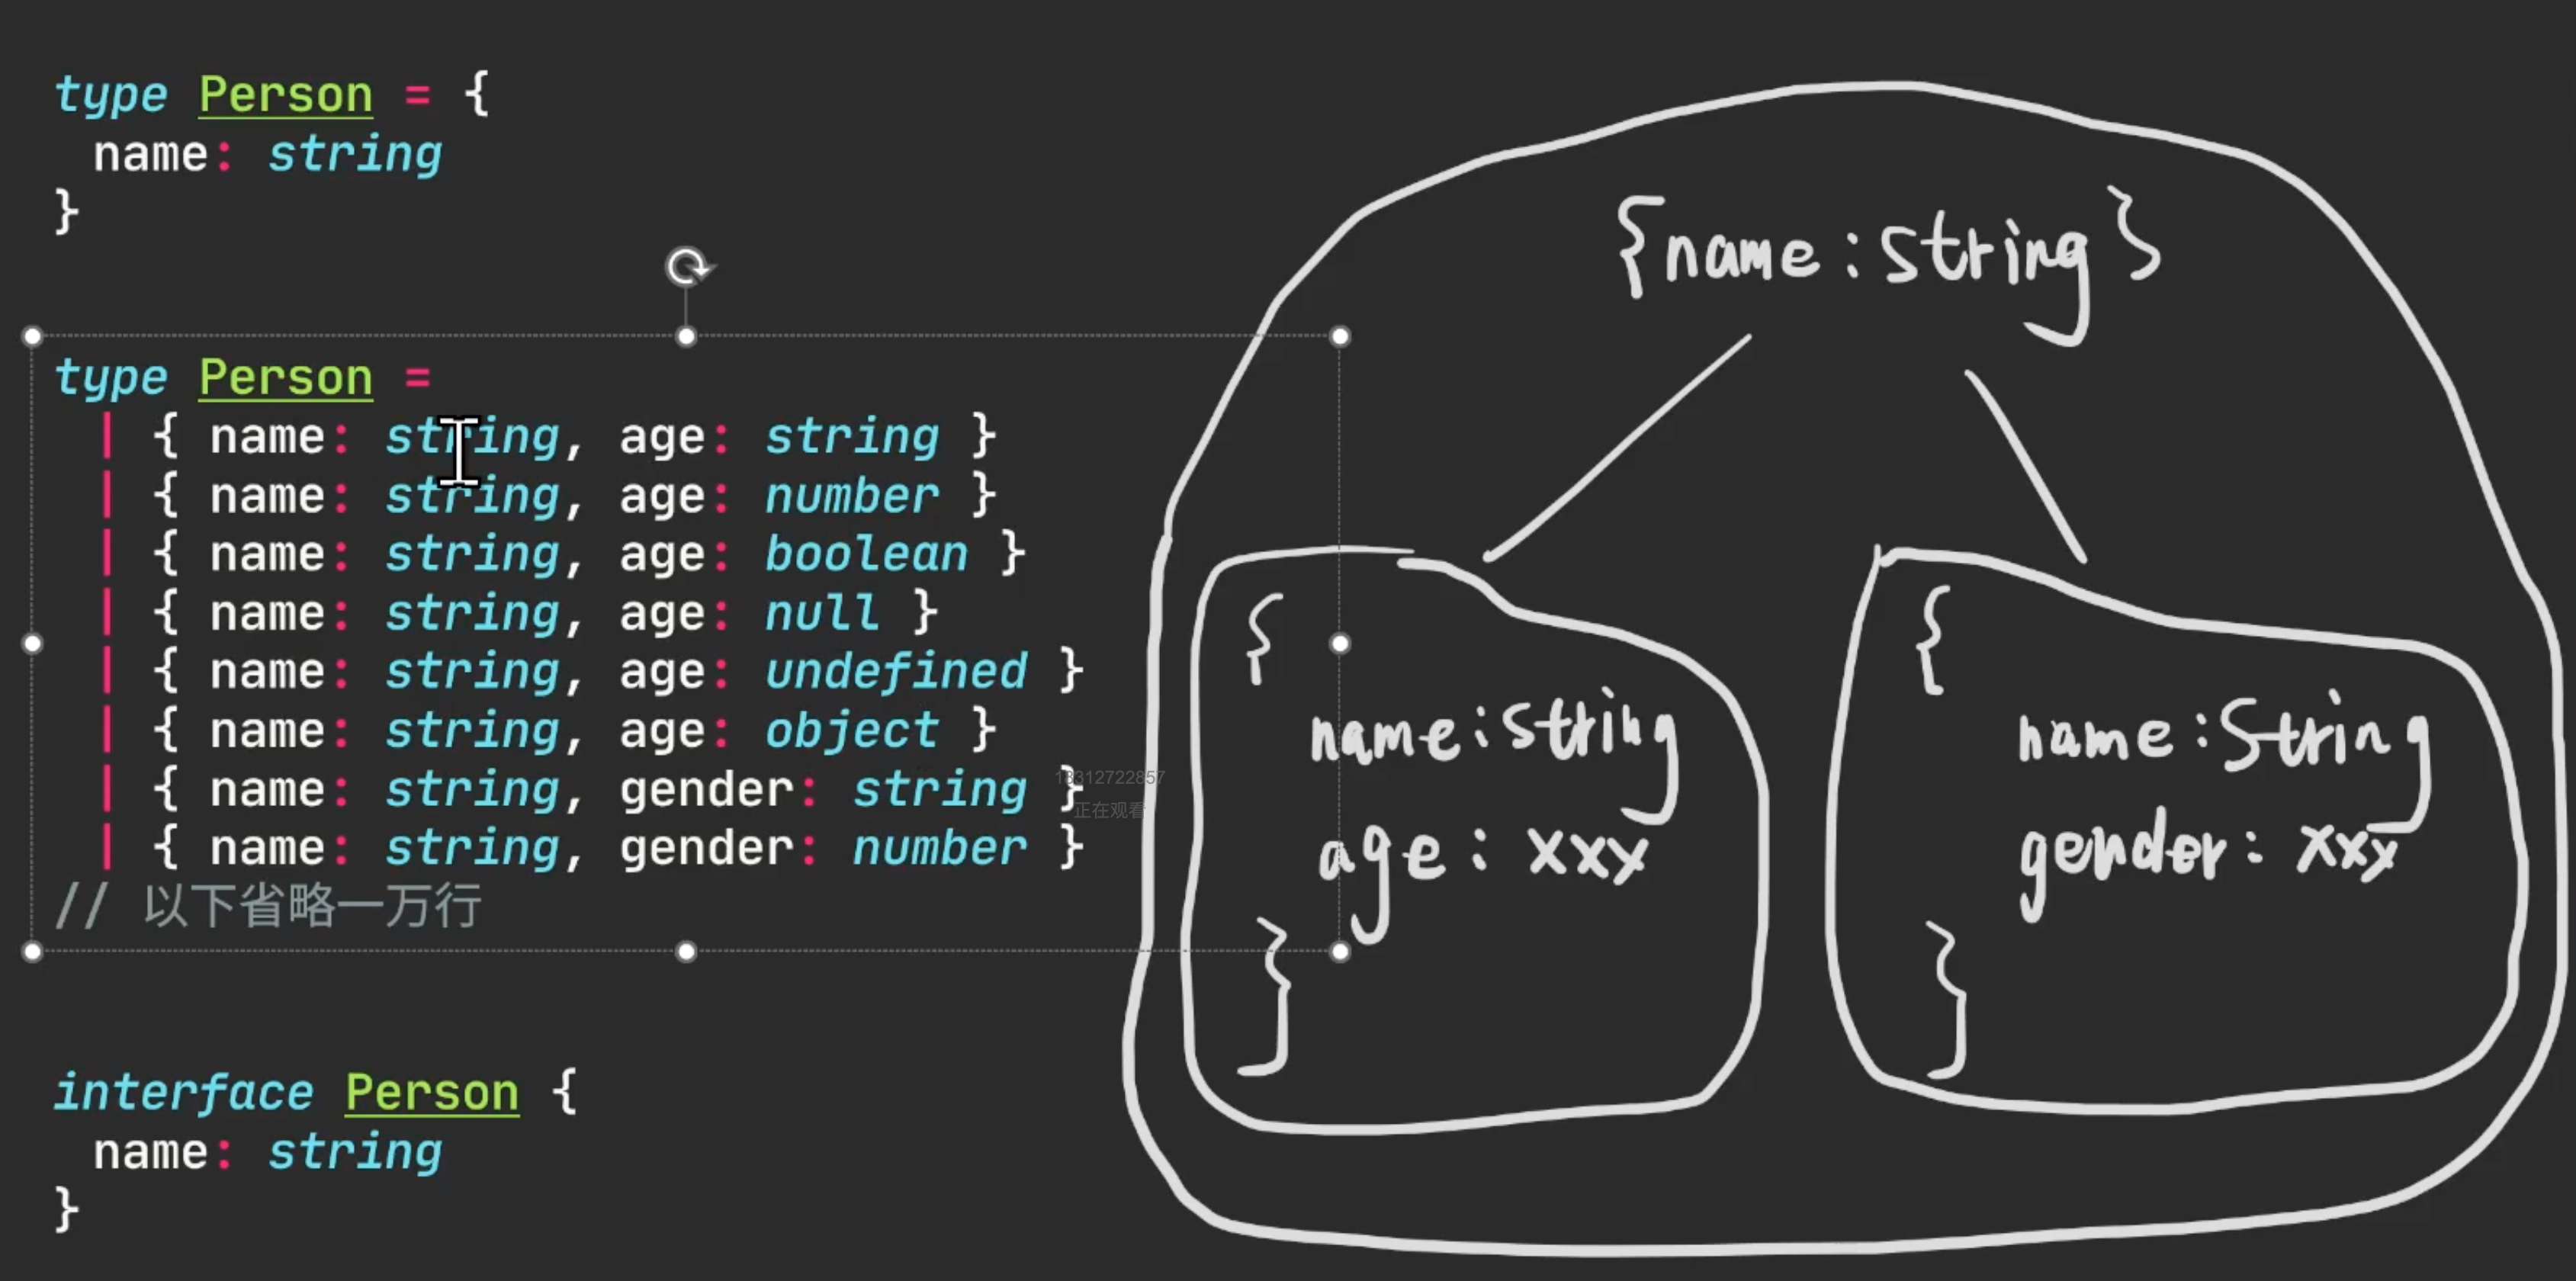 type Person = {
name: string
}
type Person =
| { name: string, age: string }
| { name: string, age: number }
| { name: string, age: boolean }
| { name: string, age: null }
| { name: string, age: undefined }
| { name: string, age: object }
| { name: string, gender: string }
| { name: string, gender: number }
// 以下省略一万行
interface Person {
name: string
}
{name:string}
{
name:string
age: xxx
}
{
name:string
gender: xxx
}
18312722857
正在观看